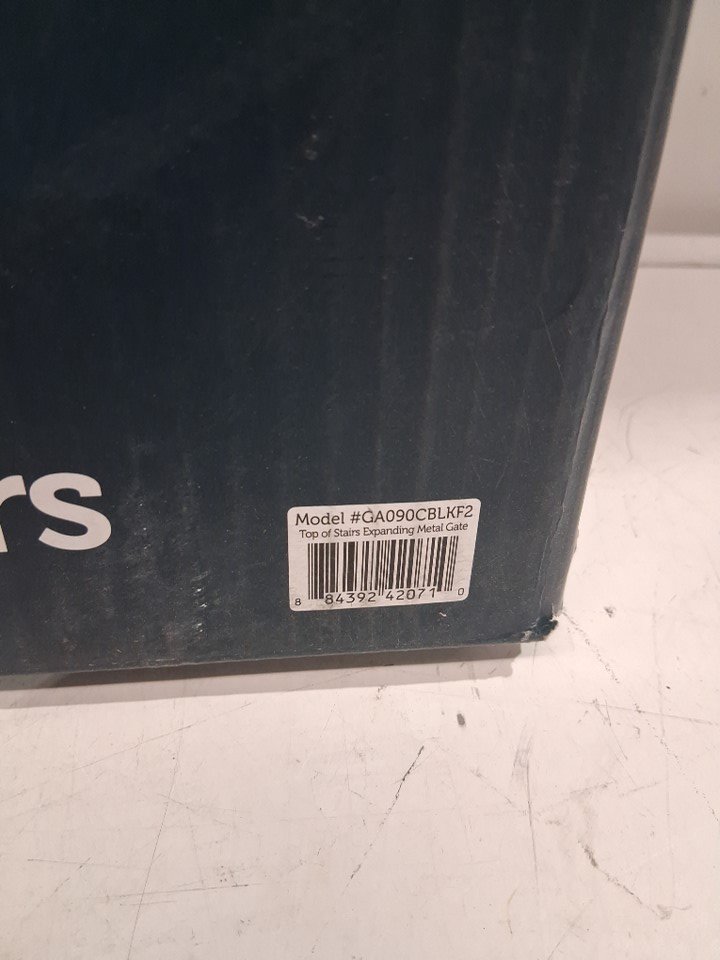 rs
Model #GA090CBLKF2
Top of Stairs Expanding Metal Gate
8 84392 42071 0